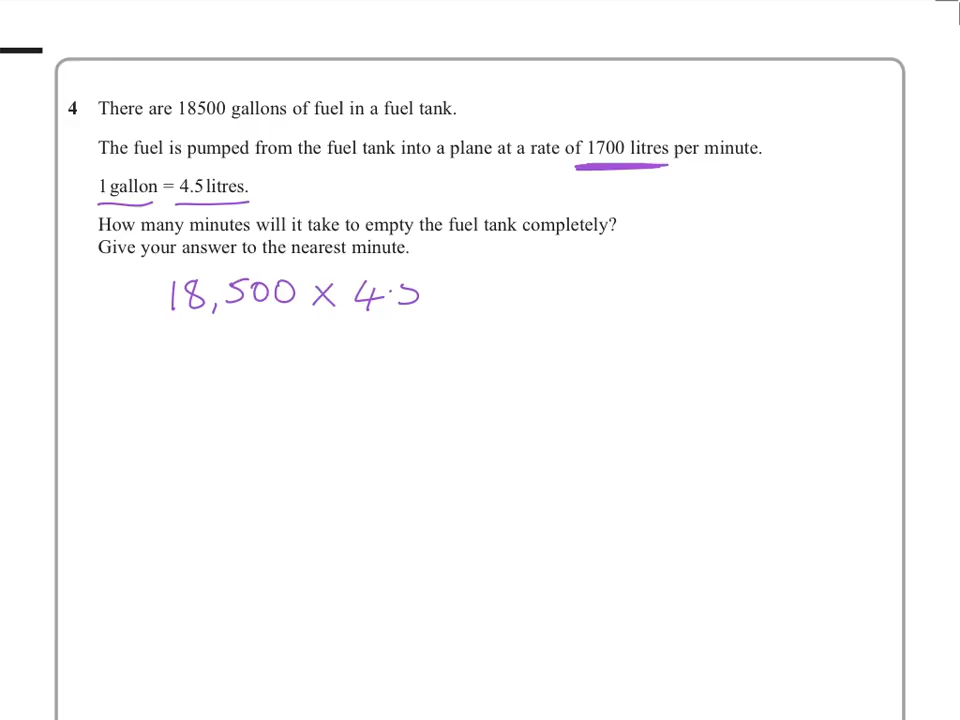 4 There are 18500 gallons of fuel in a fuel tank.
The fuel is pumped from the fuel tank into a plane at a rate of 1700 litres per minute.
1 gallon = 4.5 litres.
How many minutes will it take to empty the fuel tank completely?
Give your answer to the nearest minute.
18,500 × 4.5